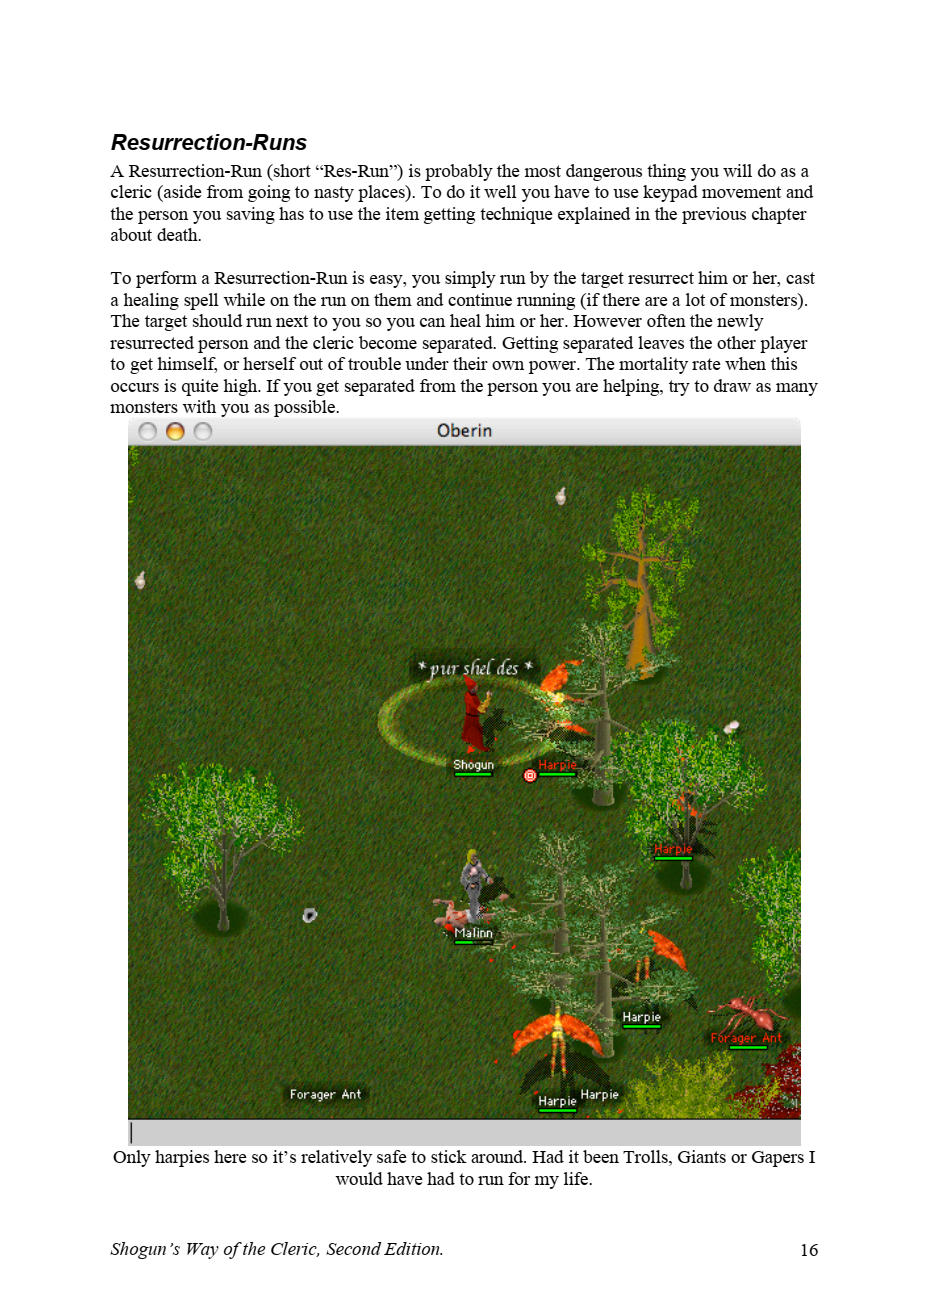 Resurrection-Runs
A Resurrection-Run (short “Res-Run”) is probably the most dangerous thing you will do as a
cleric (aside from going to nasty places). To do it well you have to use keypad movement and
the person you saving has to use the item getting technique explained in the previous chapter
about death.
To perform a Resurrection-Run is easy, you simply run by the target resurrect him or her, cast
a healing spell while on the run on them and continue running (if there are a lot of monsters).
The target should run next to you so you can heal him or her. However often the newly
resurrected person and the cleric become separated. Getting separated leaves the other player
to get himself, or herself out of trouble under their own power. The mortality rate when this
occurs is quite high. If you get separated from the person you are helping, try to draw as many
monsters with you as possible.
Oberin
*pur shel des*
Shogun
Harpie
Harpie
Malinn
Harpie
Forager Ant
Forager Ant
Harpie
Harpie
Only harpies here so it’s relatively safe to stick around. Had it been Trolls, Giants or Gapers I
would have had to run for my life.
Shogun’s Way of the Cleric, Second Edition.
16